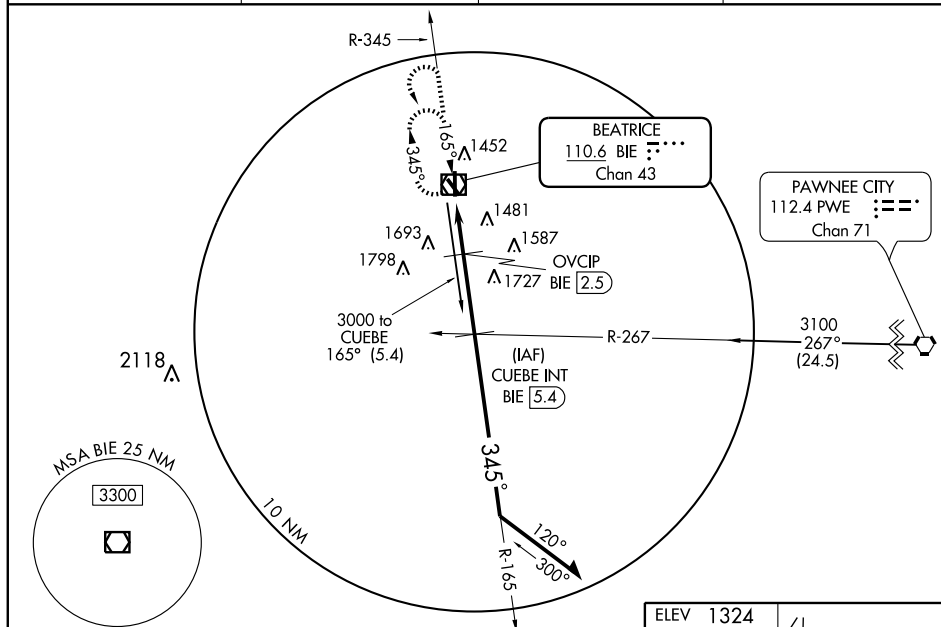 R-345
345°
165°
1452
BEATRICE
110.6 BIE
Chan 43
PAWNEE CITY
112.4 PWE
Chan 71
1481
1693
1587
1798
OVCIP
BIE 2.5
1727
3000 to
CUEBE
165° (5.4)
R-267
3100
267°
(24.5)
(IAF)
CUEBE INT
BIE 5.4
2118
MSA BIE 25 NM
3300
345°
10 NM
120°
300°
R-165
ELEV 1324